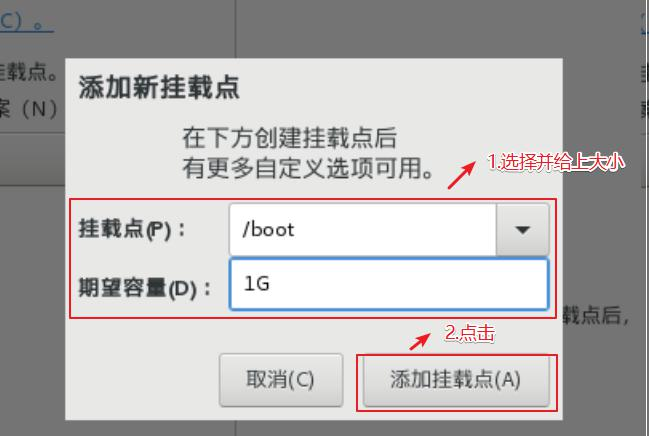 C）。
挂载点。
案（N）
添加新挂载点
在下方创建挂载点后
有更多自定义选项可用。
1.选择并给上大小
挂载点(P)：
/boot
期望容量(D)：
1G
载点后，
2.点击
取消(C)
添加挂载点(A)